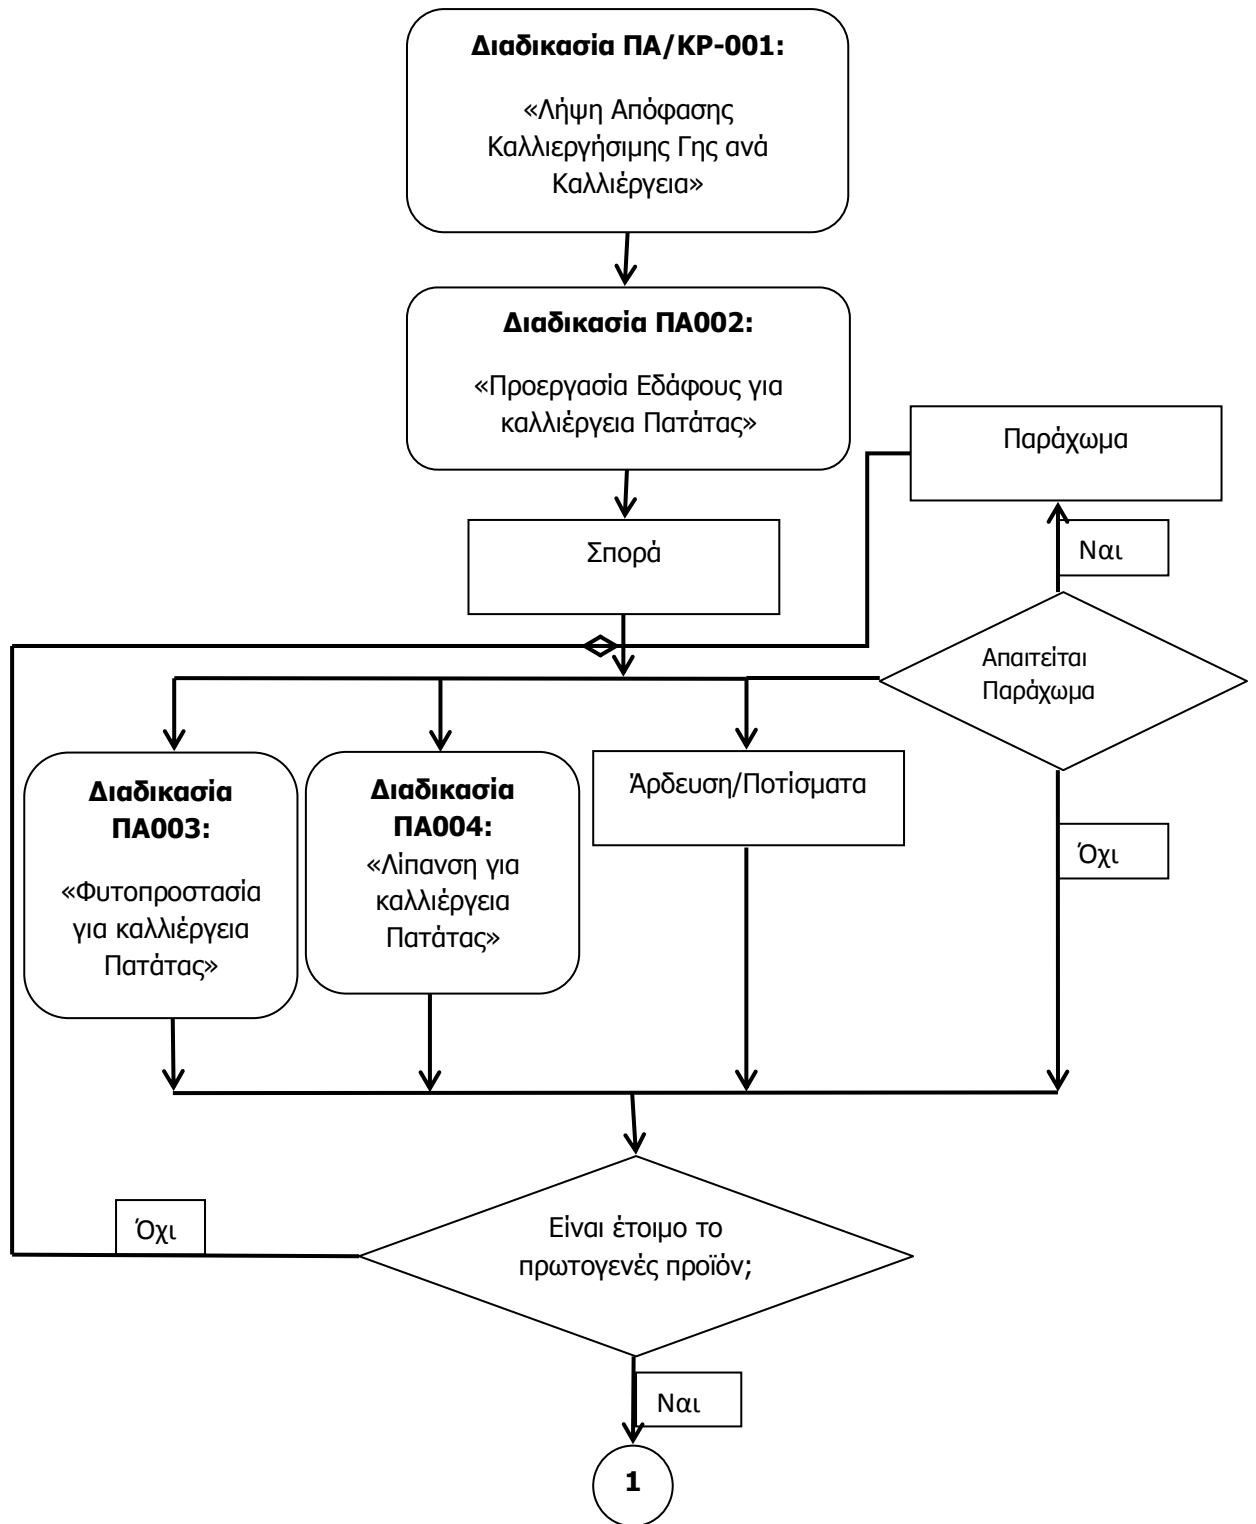 Διαδικασία ΠΑ/ΚΡ-001:
«Λήψη Απόφασης
Καλλιεργήσιμης Γης ανά
Καλλιέργεια»
Διαδικασία ΠΑ002:
«Προεργασία Εδάφους για
καλλιέργεια Πατάτας»
Παράχωμα
Σπορά
Ναι
Απαιτείται
Παράχωμα
Διαδικασία
ΠΑ003:
«Φυτοπροστασία
για καλλιέργεια
Πατάτας»
Διαδικασία
ΠΑ004:
«Λίπανση για
καλλιέργεια
Πατάτας»
Άρδευση/Ποτίσματα
Όχι
Όχι
Είναι έτοιμο το
πρωτογενές προϊόν;
Ναι
1